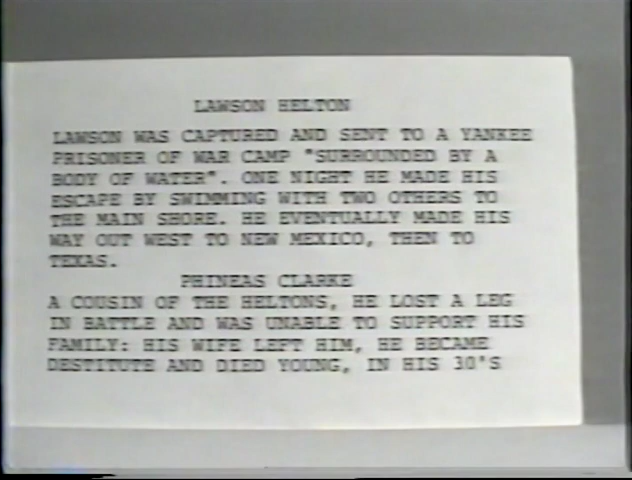 LAWSON HELTON
LAWSON WAS CAPTURED AND SENT TO A YANKEE
PRISONER OF WAR CAMP "SURROUNDED BY A
BODY OF WATER". ONE NIGHT HE MADE HIS
ESCAPE BY SWIMMING WITH TWO OTHERS TO
THE MAIN SHORE. HE EVENTUALLY MADE HIS
WAY OUT WEST TO NEW MEXICO, THEN TO
TEXAS.
PHINEAS CLARKE
A COUSIN OF THE HELTONS, HE LOST A LEG
IN BATTLE AND WAS UNABLE TO SUPPORT HIS
FAMILY: HIS WIFE LEFT HIM, HE BECAME
DESTITUTE AND DIED YOUNG, IN HIS 30'S